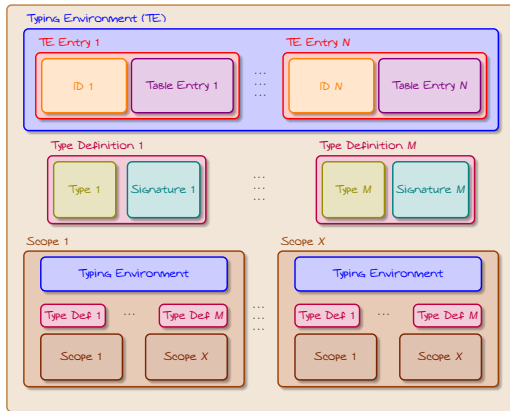 Typing Environment (TE)
TE Entry 1
TE Entry N
ID 1
Table Entry 1
...
...
...
ID N
Table Entry N
Type Definition 1
Type Definition M
Type 1
Signature 1
...
...
...
Type M
Signature M
Scope 1
Scope X
Typing Environment
Typing Environment
Type Def 1
...
Type Def M
...
...
...
Type Def 1
...
Type Def M
Scope 1
Scope X
Scope 1
Scope X